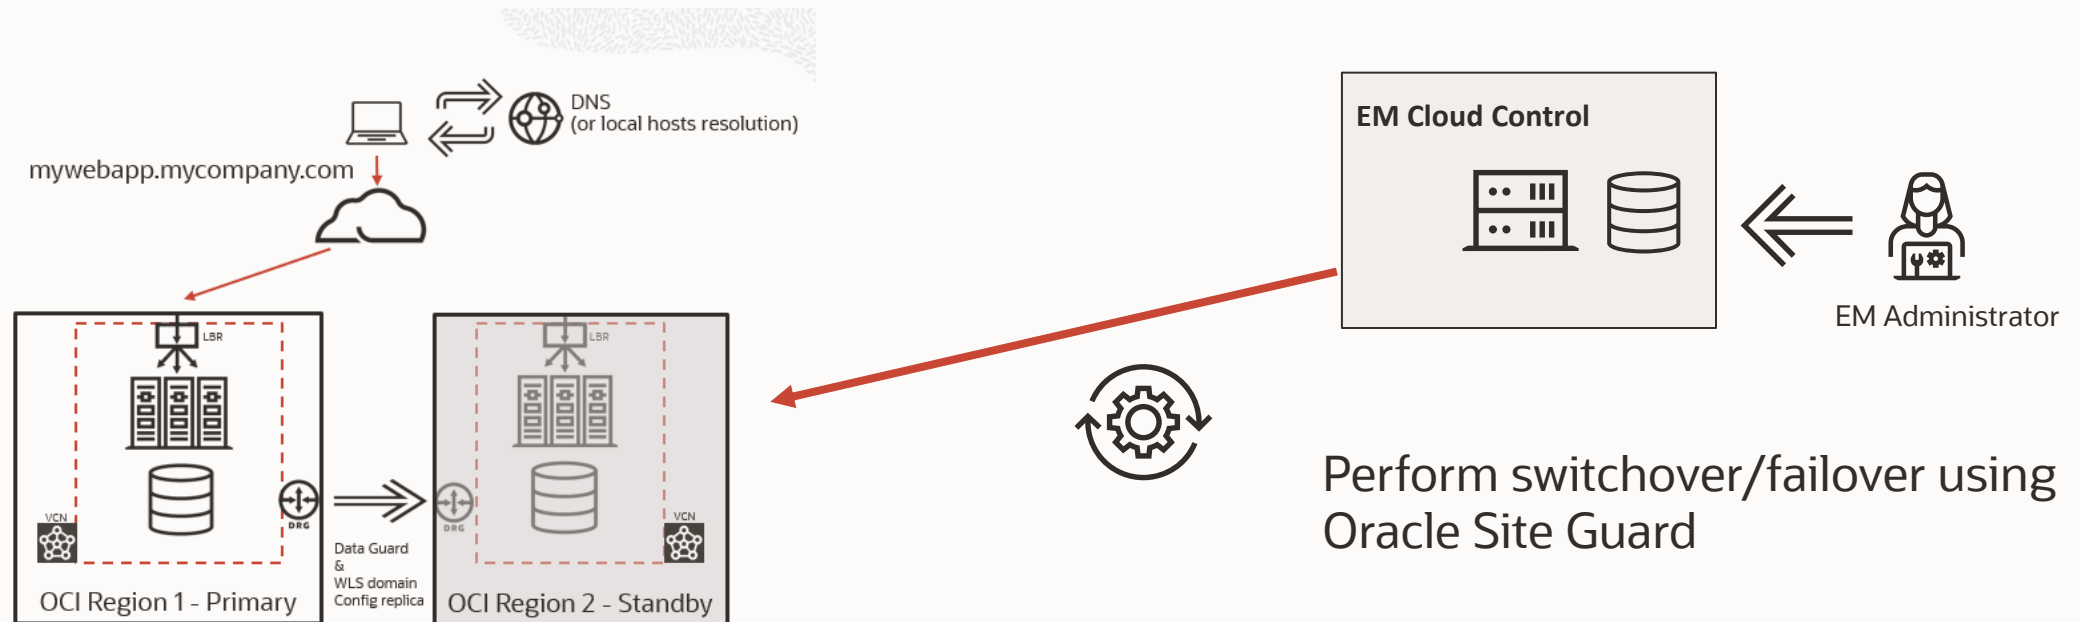 DNS
(or local hosts resolution)
mywebapp.mycompany.com
EM Cloud Control
EM Administrator
LBR
LBR
VCN
DRG
DRG
VCN
Data Guard
&
WLS domain
Config replica
OCI Region 1 - Primary
OCI Region 2 - Standby
Perform switchover/failover using
Oracle Site Guard